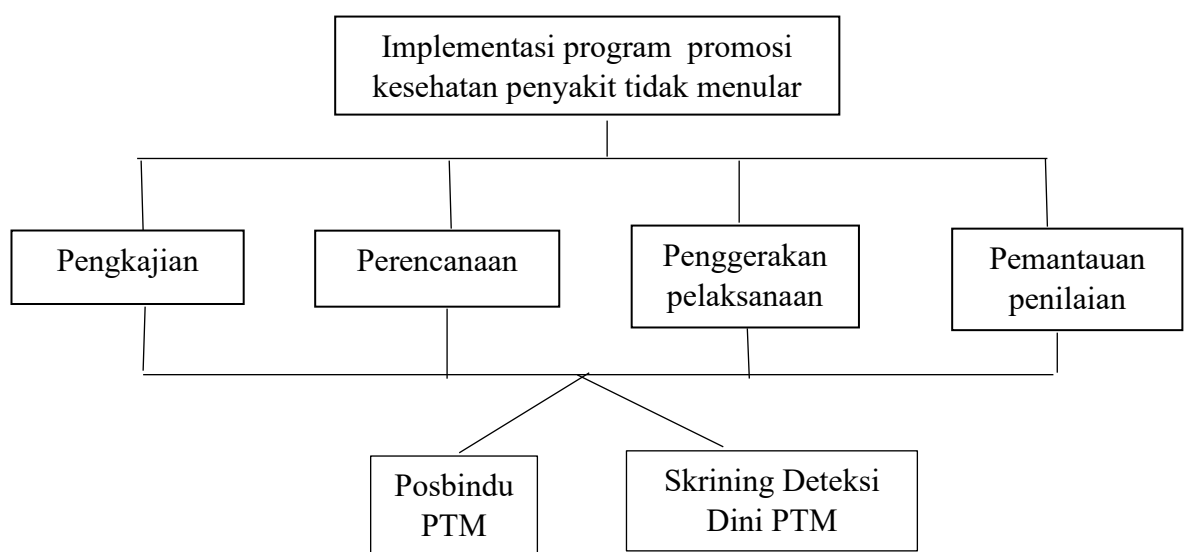 Implementasi program promosi
kesehatan penyakit tidak menular
Pengkajian
Perencanaan
Penggerakan
pelaksanaan
Pemantauan
penilaian
Posbindu
PTM
Skrining Deteksi
Dini PTM